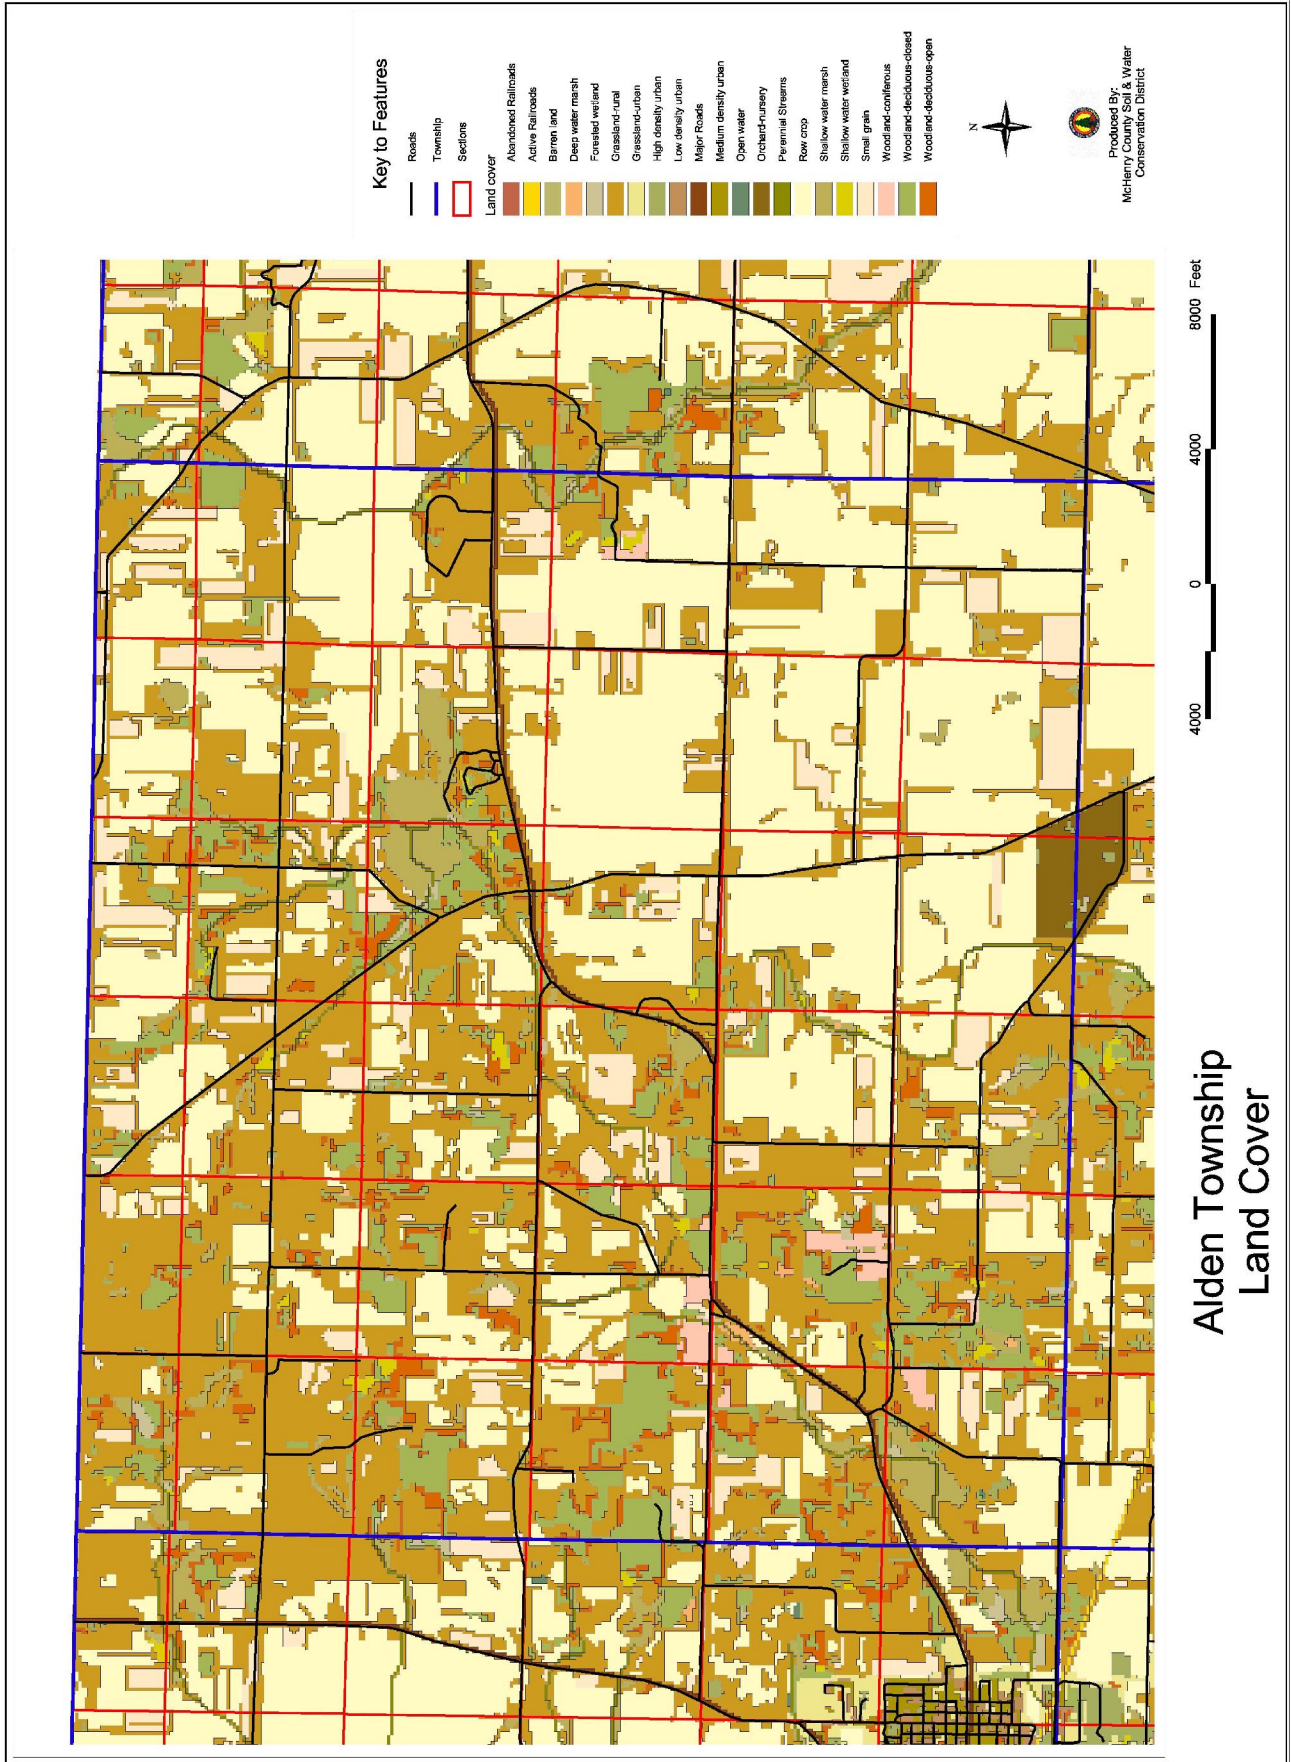 Key to Features
Roads
Township
Sections
Land cover
Abandoned Railroads
Active Railroads
Barren land
Deep water marsh
Forested wetland
Grassland-rural
Grassland-urban
High density urban
Low density urban
Major Roads
Medium density urban
Open water
Orchard-nursery
Perennial Streams
Row crop
Shallow water marsh
Shallow water wetland
Small grain
Woodland-coniferous
Woodland-deciduous-closed
Woodland-deciduous-open
N
Produced By:
McHenry County Soil & Water
Conservation District
4000 0 4000 8000 Feet
Alden Township
Land Cover